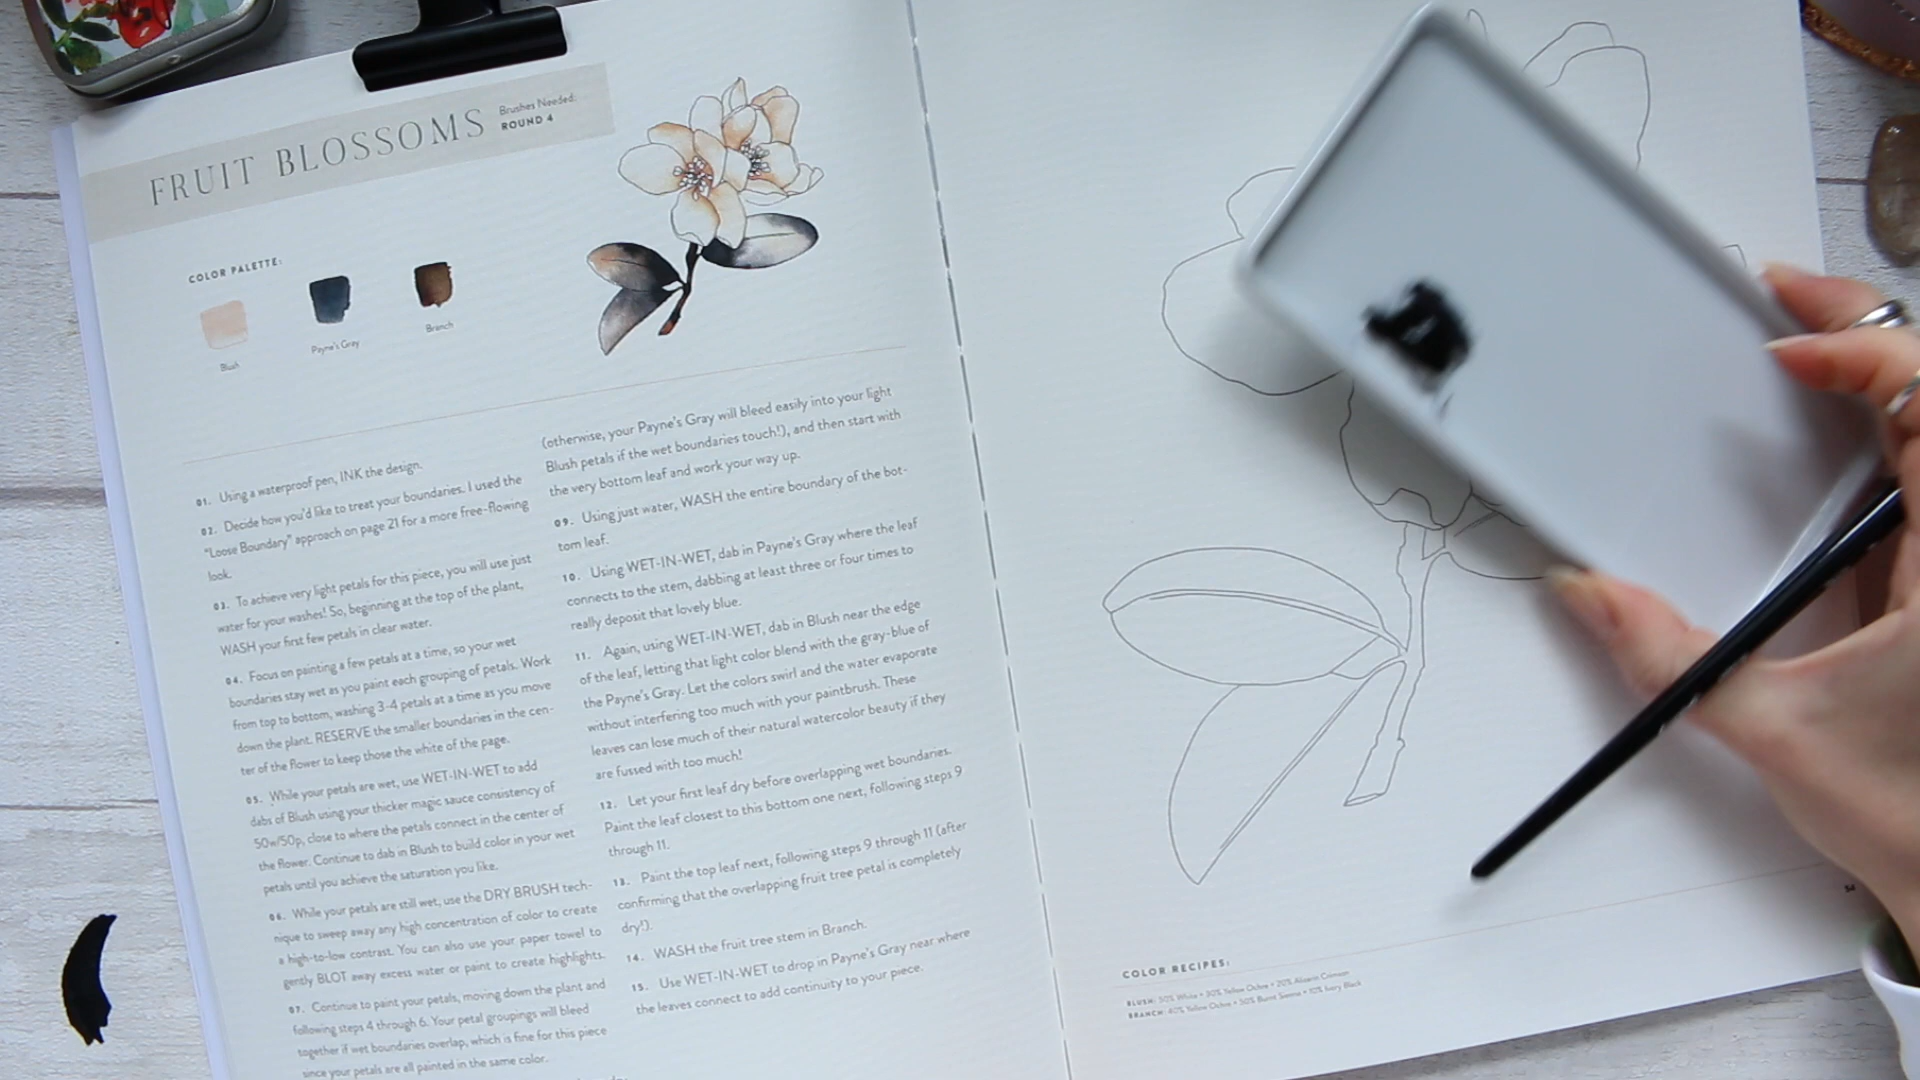 FRUIT BLOSSOMS
Brushes Needed:
ROUND 4
COLOR PALETTE:
Blush
Payne's Gray
Branch
01. Using a waterproof pen, INK the design.
02. Decide how you'd like to treat your boundaries. I used the
"Loose Boundary" approach on page 21 for a more free-flowing
look.
03. To achieve very light petals for this piece, you will use just
water for your washes! So, beginning at the top of the plant,
WASH your first few petals in clear water.
04. Focus on painting a few petals at a time, so your wet
boundaries stay wet as you paint each grouping of petals. Work
from top to bottom, washing 3-4 petals at a time as you move
down the plant. RESERVE the smaller boundaries in the cen-
ter of the flower to keep those the white of the page.
05. While your petals are wet, use WET-IN-WET to add
dabs of Blush using your thicker magic sauce consistency of
50w/50p, close to where the petals connect in the center of
the flower. Continue to dab in Blush to build color in your wet
petals until you achieve the saturation you like.
06. While your petals are still wet, use the DRY BRUSH tech-
nique to sweep away any high concentration of color to create
a high-to-low contrast. You can also use your paper towel to
gently BLOT away excess water or paint to create highlights.
07. Continue to paint your petals, moving down the plant and
following steps 4 through 6. Your petal groupings will bleed
together if wet boundaries overlap, which is fine for this piece
since your petals are all painted in the same color.
(otherwise, your Payne's Gray will bleed easily into your light
Blush petals if the wet boundaries touch!), and then start with
the very bottom leaf and work your way up.
09. Using just water, WASH the entire boundary of the bot-
tom leaf.
10. Using WET-IN-WET, dab in Payne's Gray where the leaf
connects to the stem, dabbing at least three or four times to
really deposit that lovely blue.
11. Again, using WET-IN-WET, dab in Blush near the edge
of the leaf, letting that light color blend with the gray-blue of
the Payne's Gray. Let the colors swirl and the water evaporate
without interfering too much with your paintbrush. These
leaves can lose much of their natural watercolor beauty if they
are fussed with too much!
12. Let your first leaf dry before overlapping wet boundaries.
Paint the leaf closest to this bottom one next, following steps 9
through 11.
13. Paint the top leaf next, following steps 9 through 11 (after
confirming that the overlapping fruit tree petal is completely
dry!).
14. WASH the fruit tree stem in Branch.
15. Use WET-IN-WET to drop in Payne's Gray near where
the leaves connect to add continuity to your piece.
COLOR RECIPES:
BLUSH: 50% White + 30% Yellow Ochre + 20% Alizarin Crimson
BRANCH: 40% Yellow Ochre + 50% Burnt Sienna + 10% Ivory Black